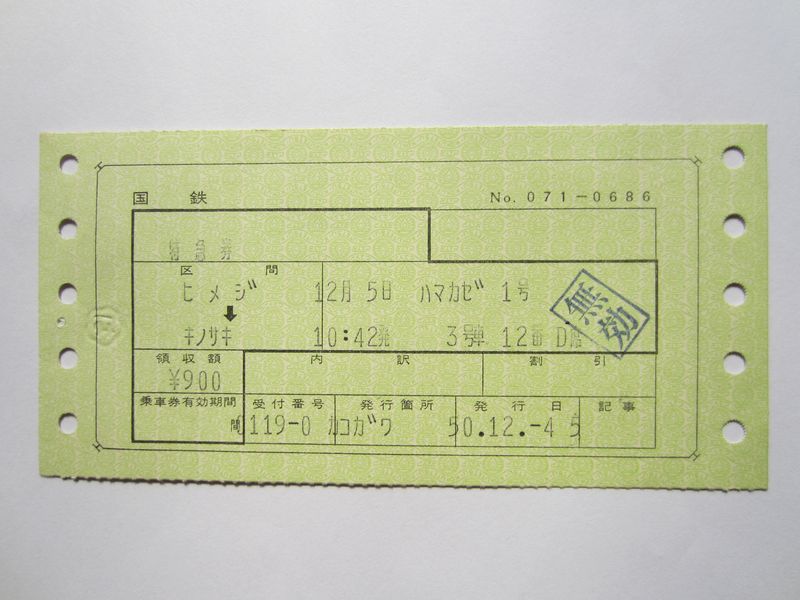 国鉄 No. 071-0686
特急券
区間
ヒメジ 12月 5日 ハマカゼ 1号
➡
キノサキ 10:42発 3号車 12番 D席
無効
領収額 内訳 割引
¥900
乗車券有効期間 受付番号 発行箇所 発行日 記事
間 0119-0 カコガワ 50.12.-4 5